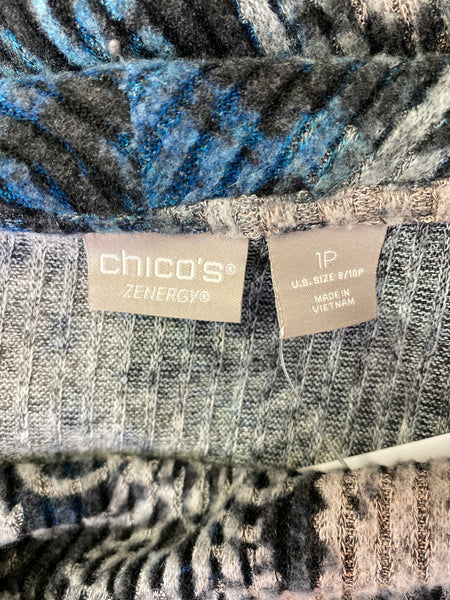 chico's®
ZENERGY®
1P
U.S. SIZE: 8/10P
MADE IN
VIETNAM